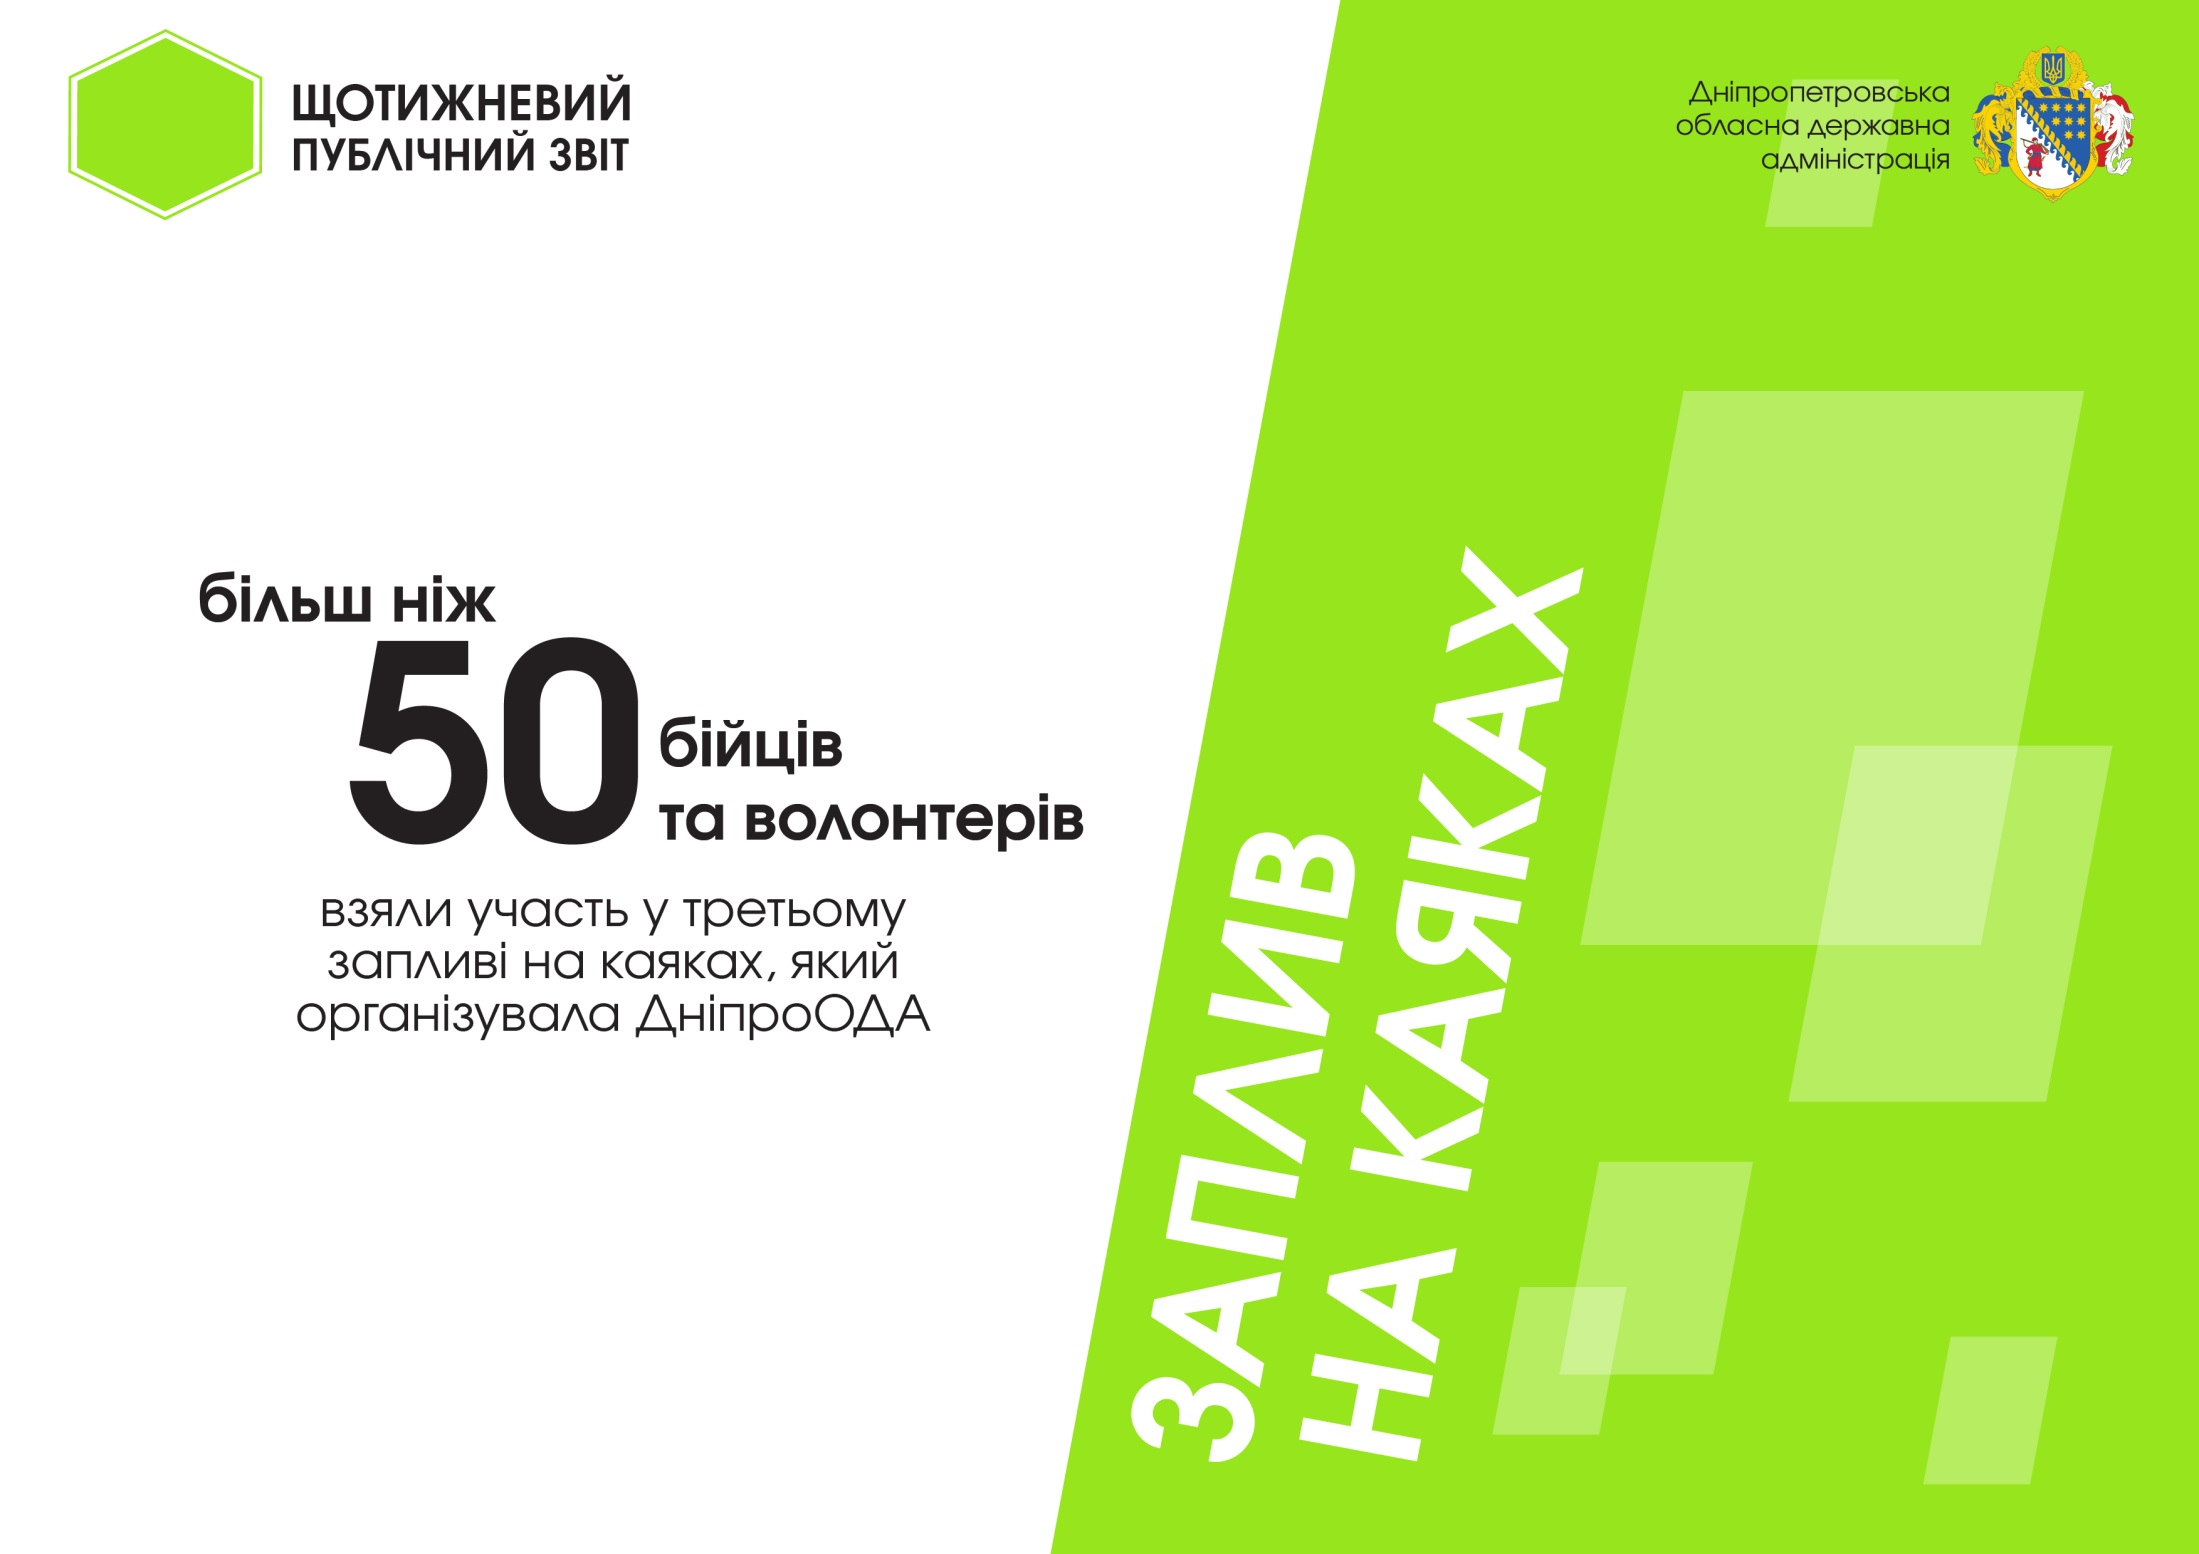 ЩОТИЖНЕВИЙ
ПУБЛІЧНИЙ ЗВІТ
Дніпропетровська
обласна державна
адміністрація
більш ніж
50 бійців
та волонтерів
взяли участь у третьому
запливі на каяках, який
організувала ДніпроОДА
ЗАПЛИВ
НА КАЯКАХ